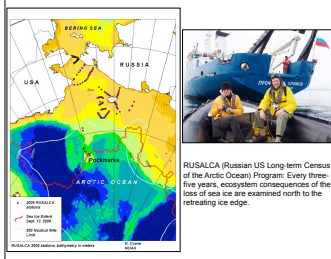 BERING SEA
RUSSIA
USA
Pockmarks
ARCTIC OCEAN
2009 RUSALCA
stations
Sea Ice Extent
Sept. 12, 2009
200 Nautical Mile
Limit
RUSALCA 2009 stations, bathymetry in meters
K. Crane
NOAA
ПРОФЕССОР ХРОМОВ
RUSALCA (Russian US Long-term Census
of the Arctic Ocean) Program: Every three-
five years, ecosystem consequences of the
loss of sea ice are examined north to the
retreating ice edge.